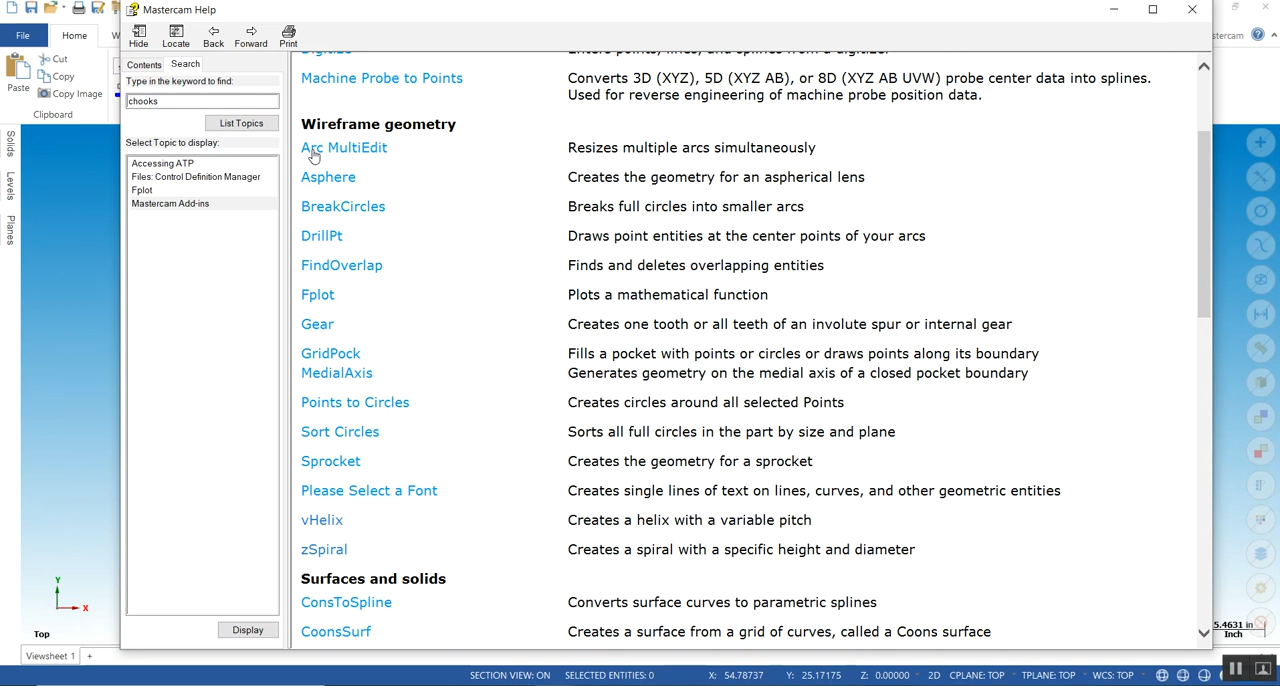 Mastercam Help
File
Home
W
stercam
Hide
Locate
Back
Forward
Print
Paste
Cut
Copy
Copy Image
Clipboard
Contents
Search
Type in the keyword to find:
chooks
List Topics
Select Topic to display:
Accessing ATP
Files: Control Definition Manager
Fplot
Mastercam Add-ins
Display
Solids
Levels
Planes
Digitize Enters points, lines, and splines from a digitizer.
Machine Probe to Points Converts 3D (XYZ), 5D (XYZ AB), or 8D (XYZ AB UVW) probe center data into splines.
Used for reverse engineering of machine probe position data.
Wireframe geometry
Arc MultiEdit Resizes multiple arcs simultaneously
Asphere Creates the geometry for an aspherical lens
BreakCircles Breaks full circles into smaller arcs
DrillPt Draws point entities at the center points of your arcs
FindOverlap Finds and deletes overlapping entities
Fplot Plots a mathematical function
Gear Creates one tooth or all teeth of an involute spur or internal gear
GridPock Fills a pocket with points or circles or draws points along its boundary
MedialAxis Generates geometry on the medial axis of a closed pocket boundary
Points to Circles Creates circles around all selected Points
Sort Circles Sorts all full circles in the part by size and plane
Sprocket Creates the geometry for a sprocket
Please Select a Font Creates single lines of text on lines, curves, and other geometric entities
vHelix Creates a helix with a variable pitch
zSpiral Creates a spiral with a specific height and diameter
Surfaces and solids
ConsToSpline Converts surface curves to parametric splines
CoonsSurf Creates a surface from a grid of curves, called a Coons surface
Y
X
Top
5.4631 in
Inch
Viewsheet 1 +
SECTION VIEW: ON SELECTED ENTITIES: 0 X: 54.78737 Y: 25.17175 Z: 0.00000 2D CPLANE: TOP TPLANE: TOP WCS: TOP